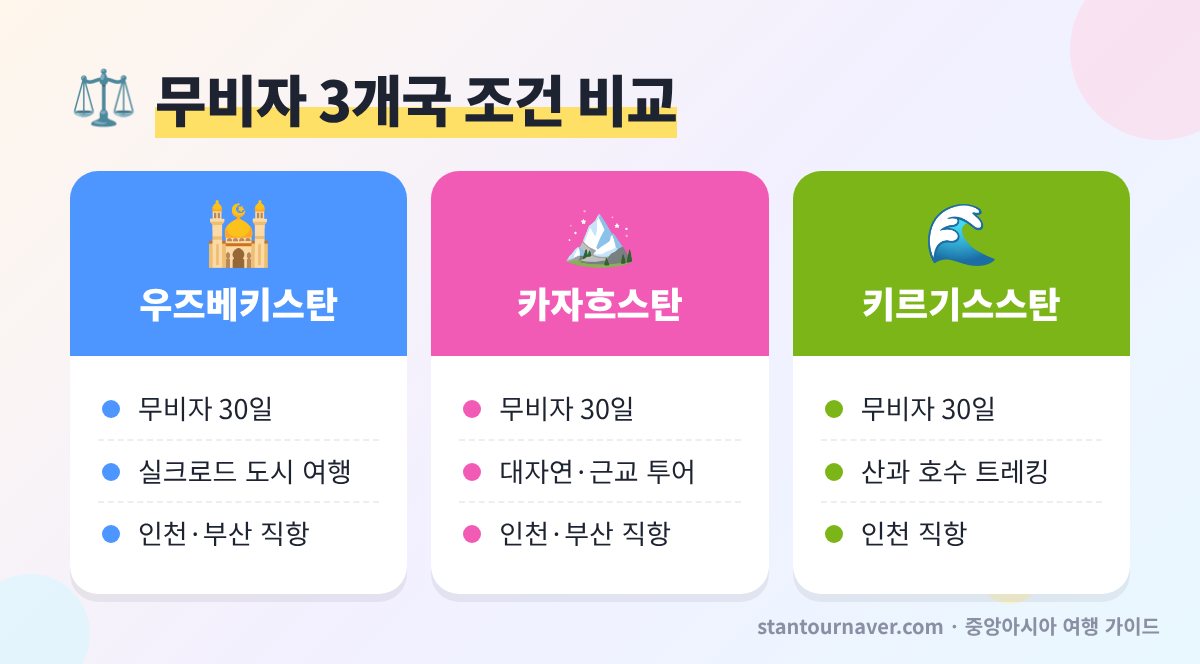 무비자 3개국 조건 비교
우즈베키스탄
무비자 30일
실크로드 도시 여행
인천·부산 직항
카자흐스탄
무비자 30일
대자연·근교 투어
인천·부산 직항
키르기스스탄
무비자 30일
산과 호수 트레킹
인천 직항
stantournaver.com · 중앙아시아 여행 가이드